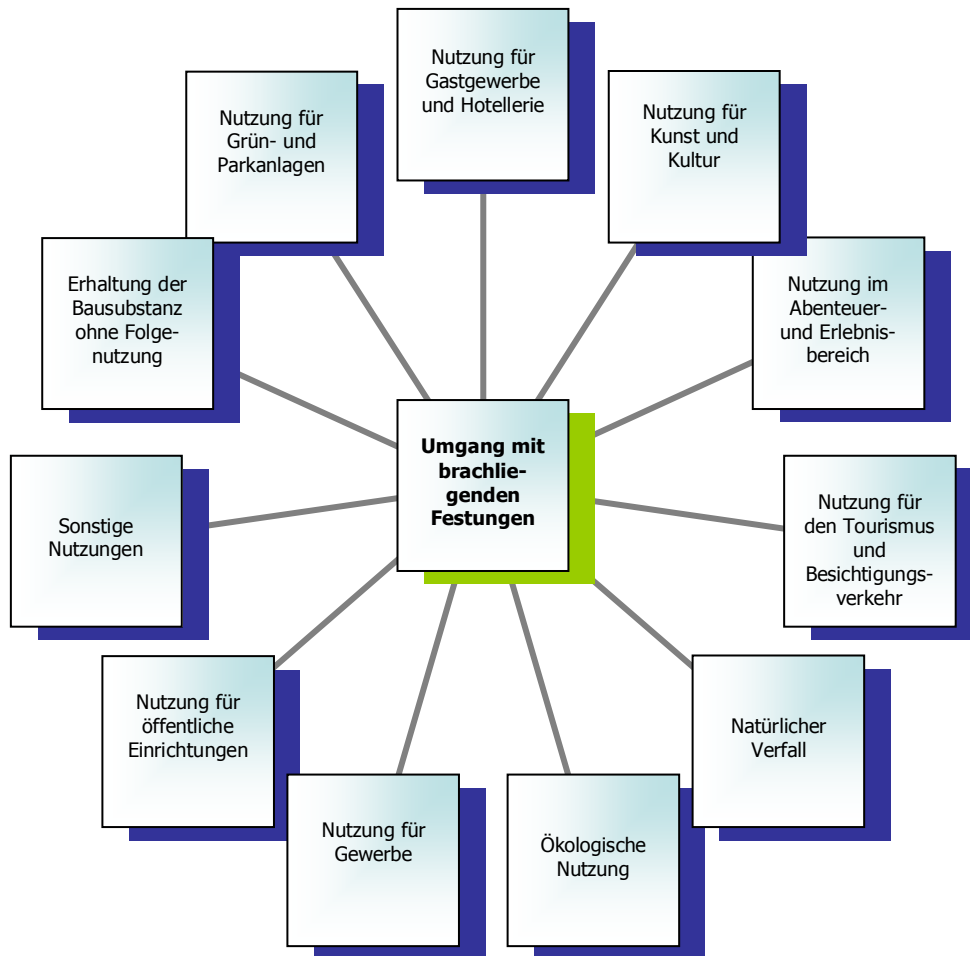 Nutzung für
Gastgewerbe
und Hotellerie
Nutzung für
Kunst und
Kultur
Nutzung im
Abenteuer-
und Erlebnis-
bereich
Nutzung für
den Tourismus
und
Besichtigungs-
verkehr
Natürlicher
Verfall
Ökologische
Nutzung
Nutzung für
Gewerbe
Nutzung für
öffentliche
Einrichtungen
Sonstige
Nutzungen
Erhaltung der
Bausubstanz
ohne Folge-
nutzung
Nutzung für
Grün- und
Parkanlagen
Umgang mit
brachlie-
genden
Festungen